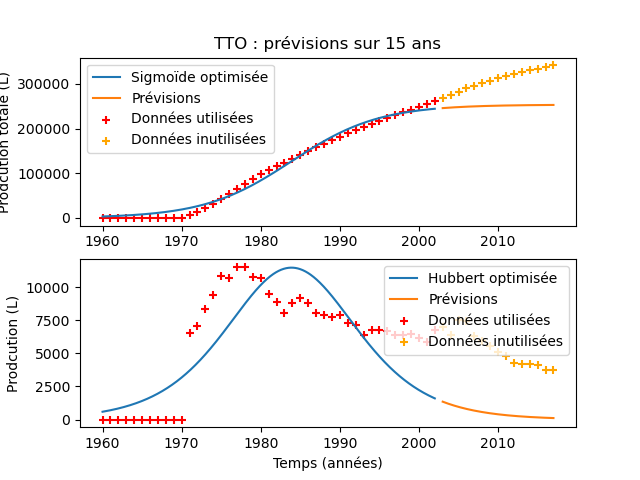 TTO : prévisions sur 15 ans
Prodcution totale (L)
300000
200000
100000
0
Sigmoïde optimisée
Prévisions
Données utilisées
Données inutilisées
1960 1970 1980 1990 2000 2010
Prodcution (L)
10000
7500
5000
2500
0
Hubbert optimisée
Prévisions
Données utilisées
Données inutilisées
1960 1970 1980 1990 2000 2010
Temps (années)